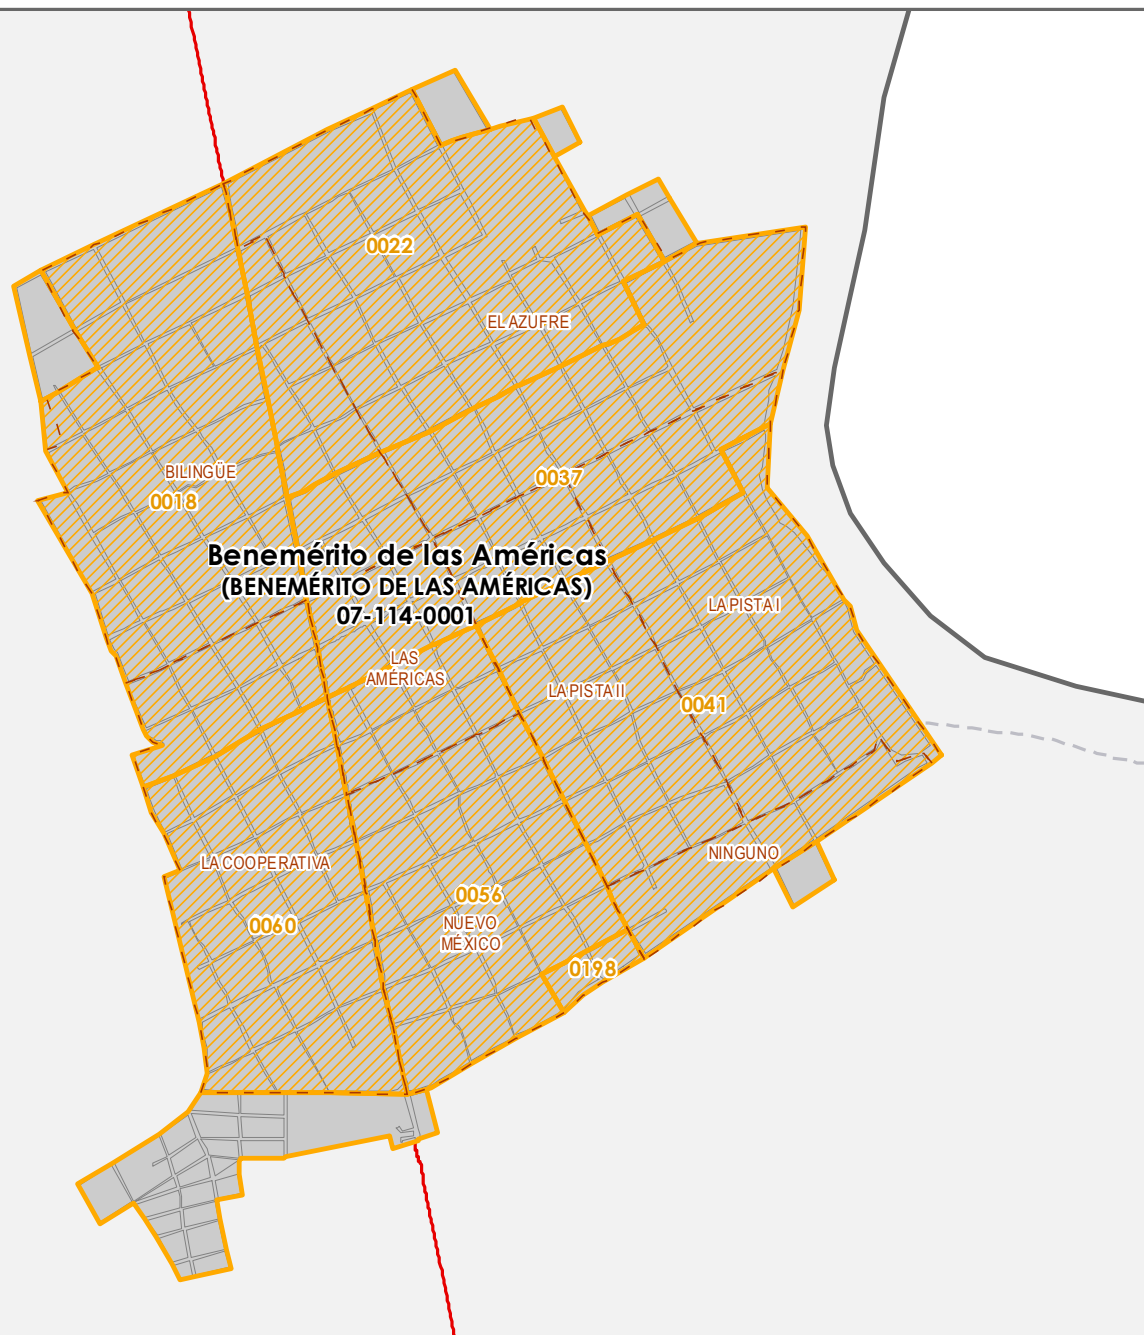 0022
EL AZUFRE
BILINGÜE
0018
0037
Benemérito de las Américas
(BENEMÉRITO DE LAS AMÉRICAS)
07-114-0001
LA PISTA I
LAS
AMÉRICAS
LA PISTA II
0041
LA COOPERATIVA
NINGUNO
0056
0060
NUEVO
MÉXICO
0198